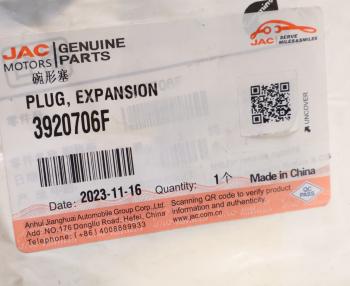 JAC MOTORS
GENUINE PARTS
JAC SERVE MILES&SMILES
碗形塞
PLUG, EXPANSION
3920706F
UNCOVER
Date: 2023-11-16 Quantity: 1个 Made in China
Anhui Jianghuai Automobile Group Corp.,Ltd.
Add :NO.176 Dongliu Road, Hefei, China
Telephone :(+86)4008889933
Scanning QR code to verify product
information and authenticity.
www.jac.com.cn
QC
PASS